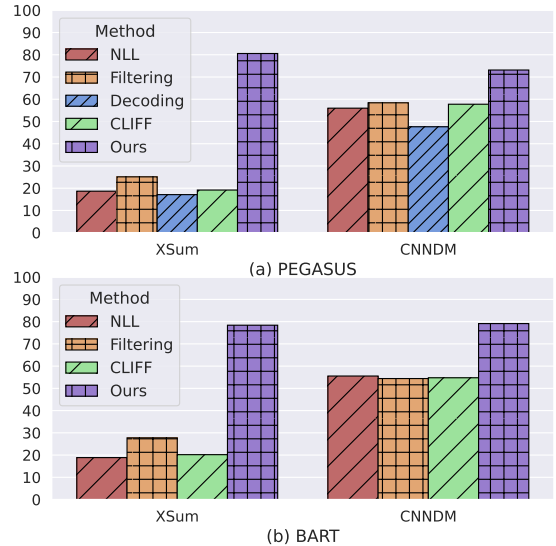 100
90
80
70
60
50
40
30
20
10
0
Method
NLL
Filtering
Decoding
CLIFF
Ours
XSum CNNDM
(a) PEGASUS
100
90
80
70
60
50
40
30
20
10
0
Method
NLL
Filtering
CLIFF
Ours
XSum CNNDM
(b) BART